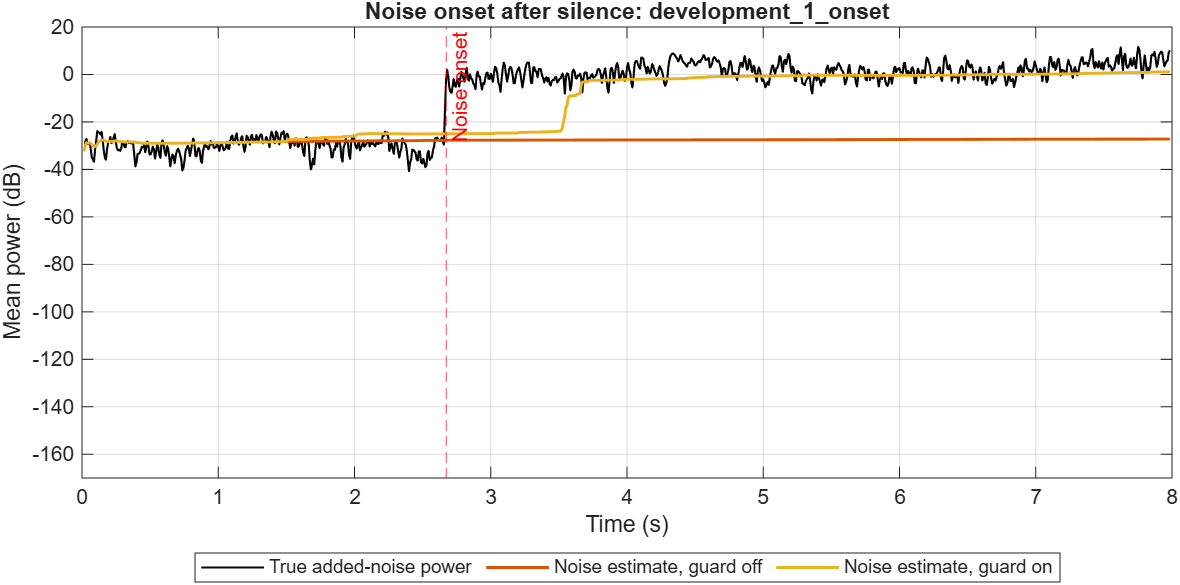 Noise onset after silence: development_1_onset
20
0
-20
-40
-60
-80
-100
-120
-140
-160
Mean power (dB)
Noise onset
0 1 2 3 4 5 6 7 8
Time (s)
True added-noise power Noise estimate, guard off Noise estimate, guard on